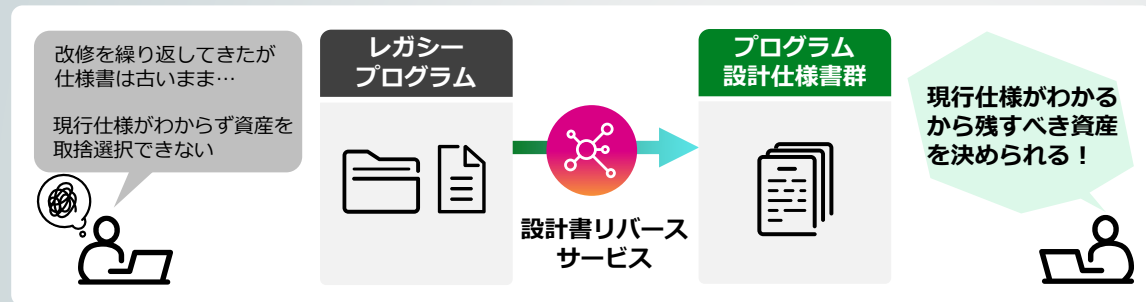 改修を繰り返してきたが
仕様書は古いまま…
現行仕様がわからず資産を
取捨選択できない
レガシー
プログラム
設計書リバース
サービス
プログラム
設計仕様書群
現行仕様がわかる
から残すべき資産
を決められる！